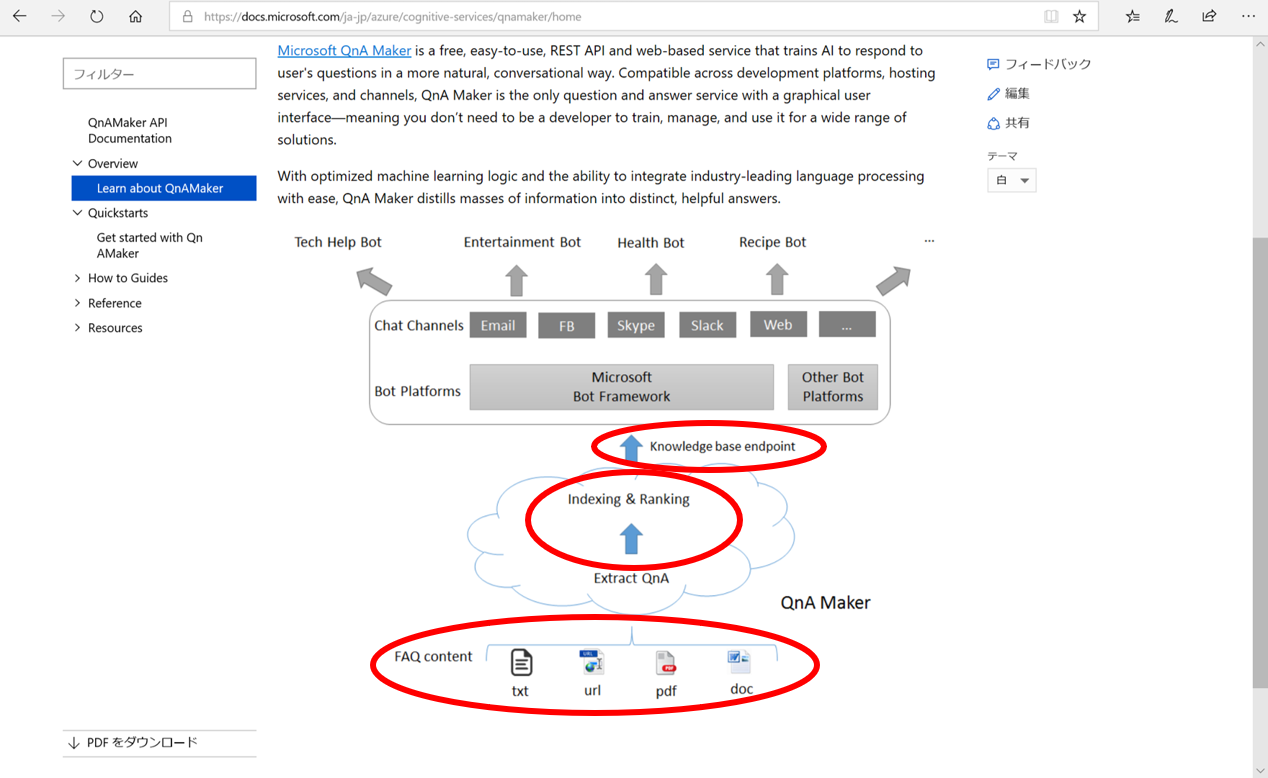 https://docs.microsoft.com/ja-jp/azure/cognitive-services/qnamaker/home
フィルター
QnAMaker API
Documentation
Overview
Learn about QnAMaker
Quickstarts
Get started with Qn
AMaker
How to Guides
Reference
Resources
PDF をダウンロード
Microsoft QnA Maker is a free, easy-to-use, REST API and web-based service that trains AI to respond to
user's questions in a more natural, conversational way. Compatible across development platforms, hosting
services, and channels, QnA Maker is the only question and answer service with a graphical user
interface—meaning you don't need to be a developer to train, manage, and use it for a wide range of
solutions.
With optimized machine learning logic and the ability to integrate industry-leading language processing
with ease, QnA Maker distills masses of information into distinct, helpful answers.
Tech Help Bot Entertainment Bot Health Bot Recipe Bot ...
Chat Channels Email FB Skype Slack Web ...
Bot Platforms
Microsoft
Bot Framework
Other Bot
Platforms
Knowledge base endpoint
Indexing & Ranking
Extract QnA
QnA Maker
FAQ content
URL
PDF
txt url pdf doc
フィードバック
編集
共有
テーマ
白